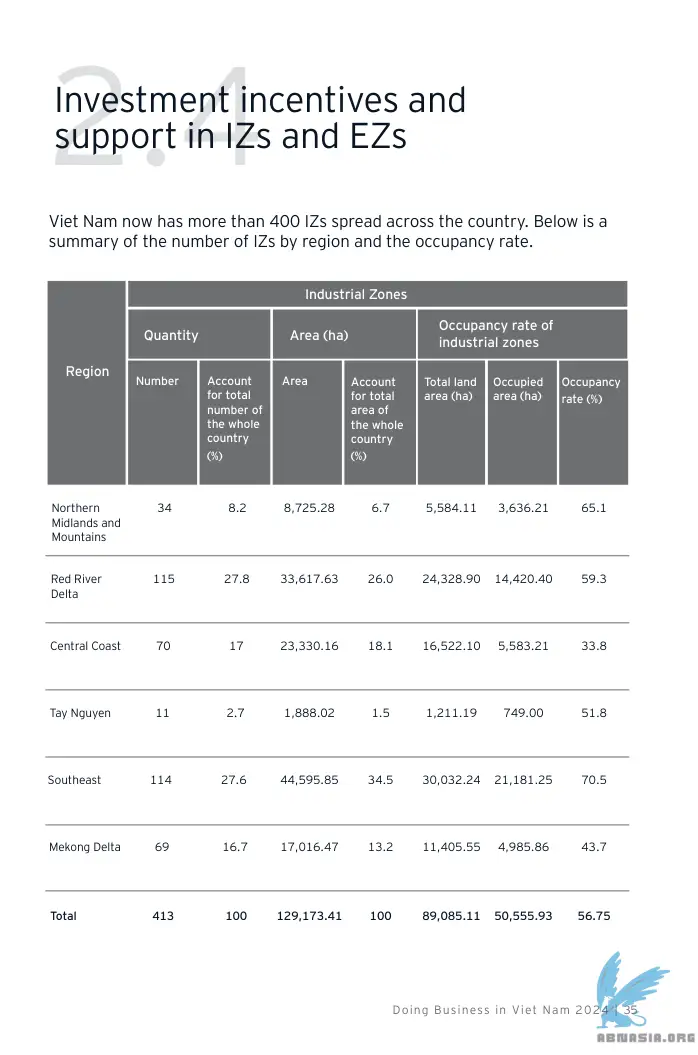 2.4
Investment incentives and
support in IZs and EZs
Viet Nam now has more than 400 IZs spread across the country. Below is a
summary of the number of IZs by region and the occupancy rate.
Region
Industrial Zones
Quantity
Area (ha)
Occupancy rate of
industrial zones
Number
Account
for total
number of
the whole
country
(%)
Area
Account
for total
area of
the whole
country
(%)
Total land
area (ha)
Occupied
area (ha)
Occupancy
rate (%)
Northern
Midlands and
Mountains
34 8.2 8,725.28 6.7 5,584.11 3,636.21 65.1
Red River
Delta
115 27.8 33,617.63 26.0 24,328.90 14,420.40 59.3
Central Coast 70 17 23,330.16 18.1 16,522.10 5,583.21 33.8
Tay Nguyen 11 2.7 1,888.02 1.5 1,211.19 749.00 51.8
Southeast 114 27.6 44,595.85 34.5 30,032.24 21,181.25 70.5
Mekong Delta 69 16.7 17,016.47 13.2 11,405.55 4,985.86 43.7
Total 413 100 129,173.41 100 89,085.11 50,555.93 56.75
Doing Business in Viet Nam 2024 | 35
ABNASIA.ORG